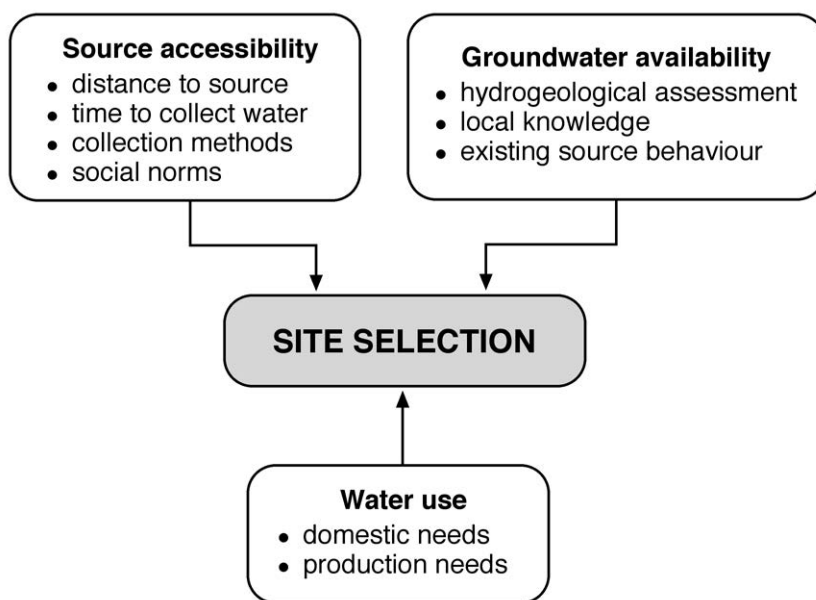 Source accessibility
• distance to source
• time to collect water
• collection methods
• social norms
Groundwater availability
• hydrogeological assessment
• local knowledge
• existing source behaviour
SITE SELECTION
Water use
• domestic needs
• production needs